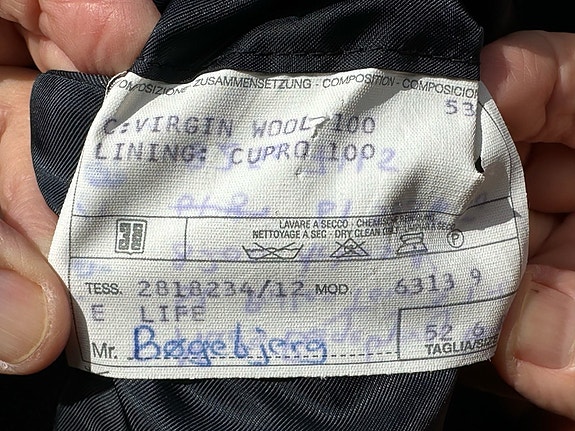 COMPOSIZIONE ZUSAMMENSETZUNG - COMPOSITION - COMPOSICION
53
C:VIRGIN WOOL 100
LINING: CUPRO 100
LAVARE A SECCO - CHEMISCH REINIGEN
NETTOYAGE A SEC - DRY CLEAN ONLY
P
TESS. 2818234/12 MOD. 6313 9
E LIFE
52 6
Mr. Bøgebjerg
TAGLIA/SIZE